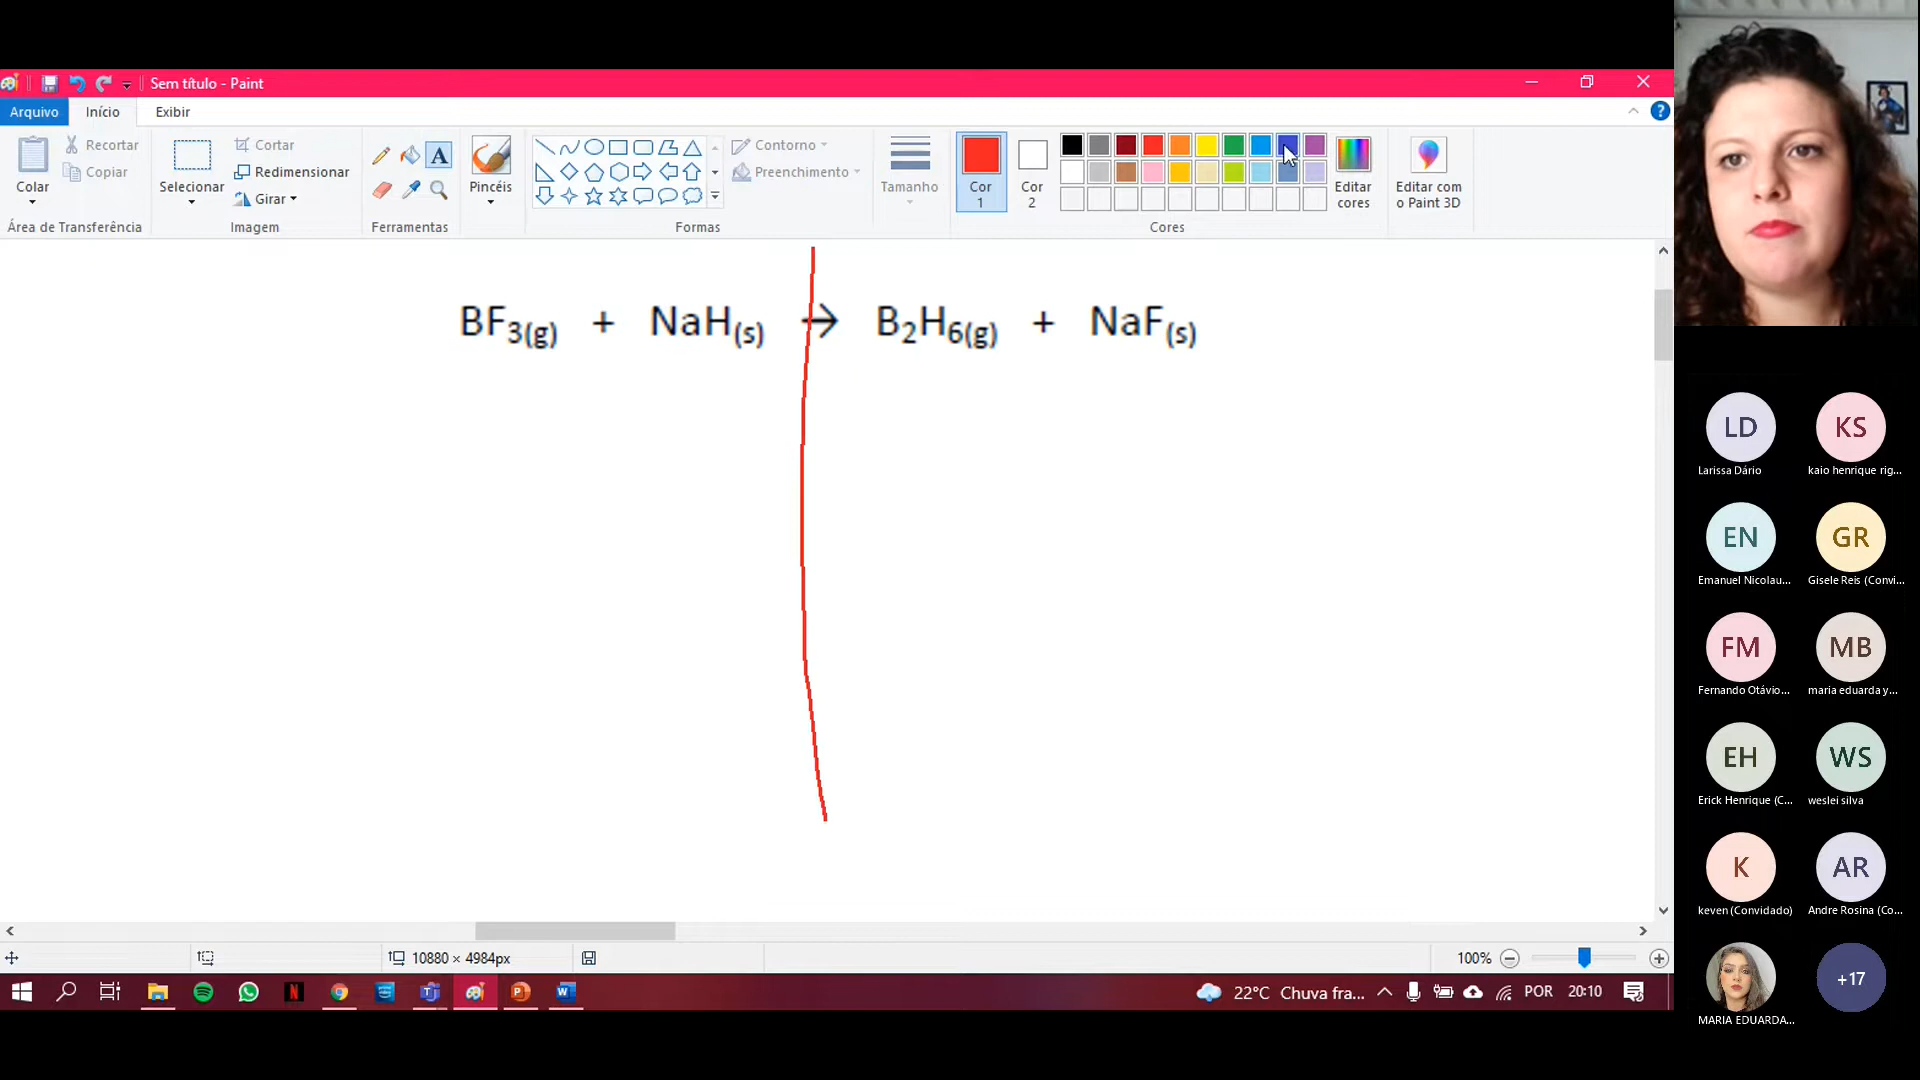 Sem título - Paint
Arquivo Início Exibir
Colar
Recortar
Copiar
Área de Transferência
Selecionar
Cortar
Redimensionar
Girar
Imagem
A
Ferramentas
Pincéis
Contorno
Preenchimento
Formas
Tamanho
Cor
1
Cor
2
Editar
cores
Cores
Editar com
o Paint 3D
BF3(g) + NaH(s) → B2H6(g) + NaF(s)
10880 × 4984px
100%
22°C Chuva fra... POR 20:10
LD
Larissa Dário
KS
kaio henrique rig...
EN
Emanuel Nicolau...
GR
Gisele Reis (Convi...
FM
Fernando Otávio...
MB
maria eduarda y...
EH
Erick Henrique (C...
WS
weslei silva
K
keven (Convidado)
AR
Andre Rosina (Co...
MARIA EDUARDA...
+17